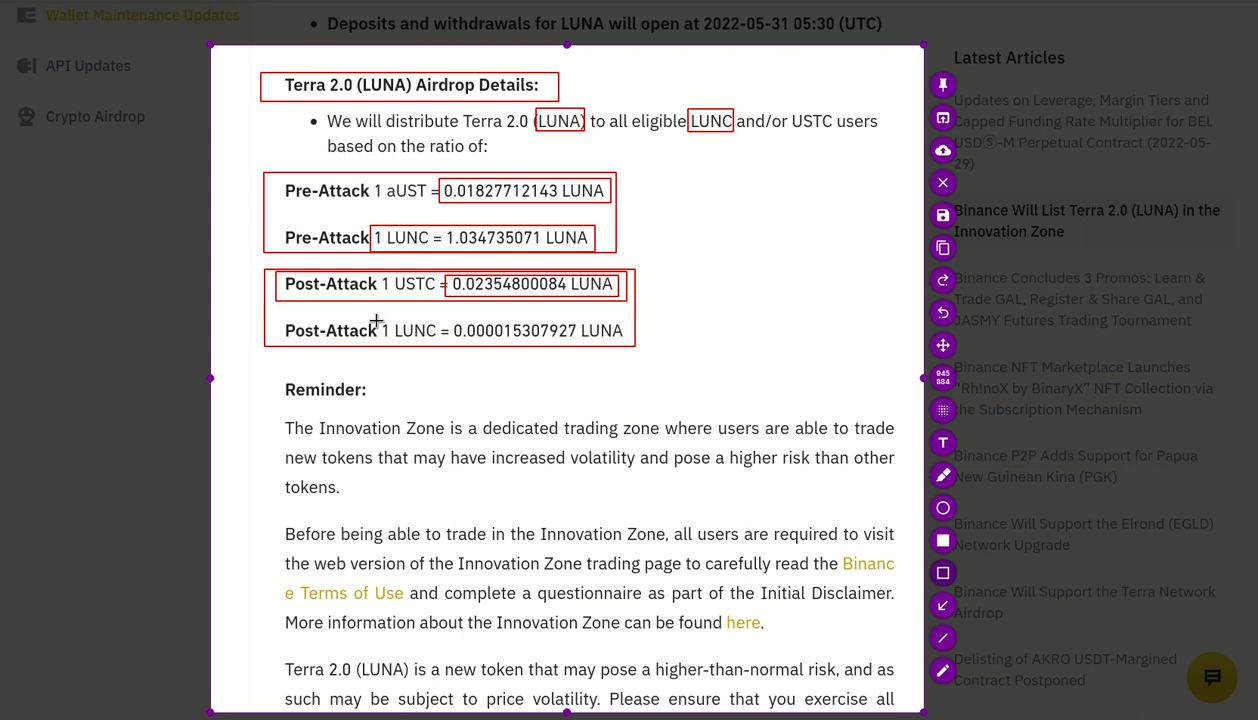 Wallet Maintenance Updates
API Updates
Crypto Airdrop
• Deposits and withdrawals for LUNA will open at 2022-05-31 05:30 (UTC)
Terra 2.0 (LUNA) Airdrop Details:
• We will distribute Terra 2.0 (LUNA) to all eligible LUNC and/or USTC users
based on the ratio of:
Pre-Attack 1 aUST = 0.01827712143 LUNA
Pre-Attack 1 LUNC = 1.034735071 LUNA
Post-Attack 1 USTC = 0.02354800084 LUNA
Post-Attack 1 LUNC = 0.000015307927 LUNA
Reminder:
The Innovation Zone is a dedicated trading zone where users are able to trade
new tokens that may have increased volatility and pose a higher risk than other
tokens.
Before being able to trade in the Innovation Zone, all users are required to visit
the web version of the Innovation Zone trading page to carefully read the Binanc
e Terms of Use and complete a questionnaire as part of the Initial Disclaimer.
More information about the Innovation Zone can be found here.
Terra 2.0 (LUNA) is a new token that may pose a higher-than-normal risk, and as
such may be subject to price volatility. Please ensure that you exercise all
945
884
T
Latest Articles
Updates on Leverage, Margin Tiers and
Capped Funding Rate Multiplier for BEL
USDⓈ-M Perpetual Contract (2022-05-
29)
Binance Will List Terra 2.0 (LUNA) in the
Innovation Zone
Binance Concludes 3 Promos: Learn &
Trade GAL, Register & Share GAL, and
JASMY Futures Trading Tournament
Binance NFT Marketplace Launches
“Rh!noX by BinaryX” NFT Collection via
the Subscription Mechanism
Binance P2P Adds Support for Papua
New Guinean Kina (PGK)
Binance Will Support the Elrond (EGLD)
Network Upgrade
Binance Will Support the Terra Network
Airdrop
Delisting of AKRO USDT-Margined
Contract Postponed